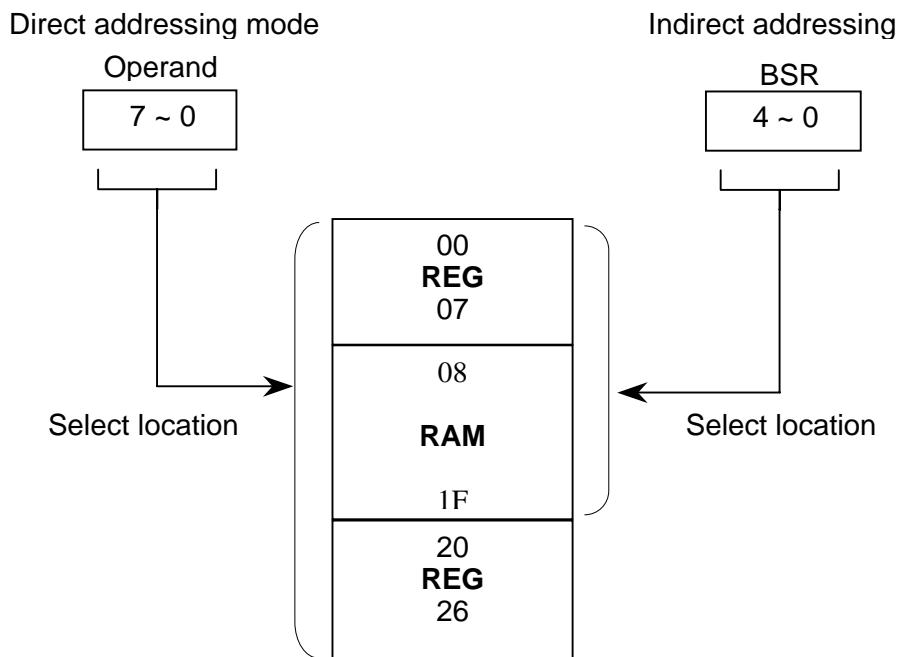 Direct addressing mode
Operand
7 ~ 0
Indirect addressing
BSR
4 ~ 0
00
REG
07
08
RAM
1F
20
REG
26
Select location
Select location